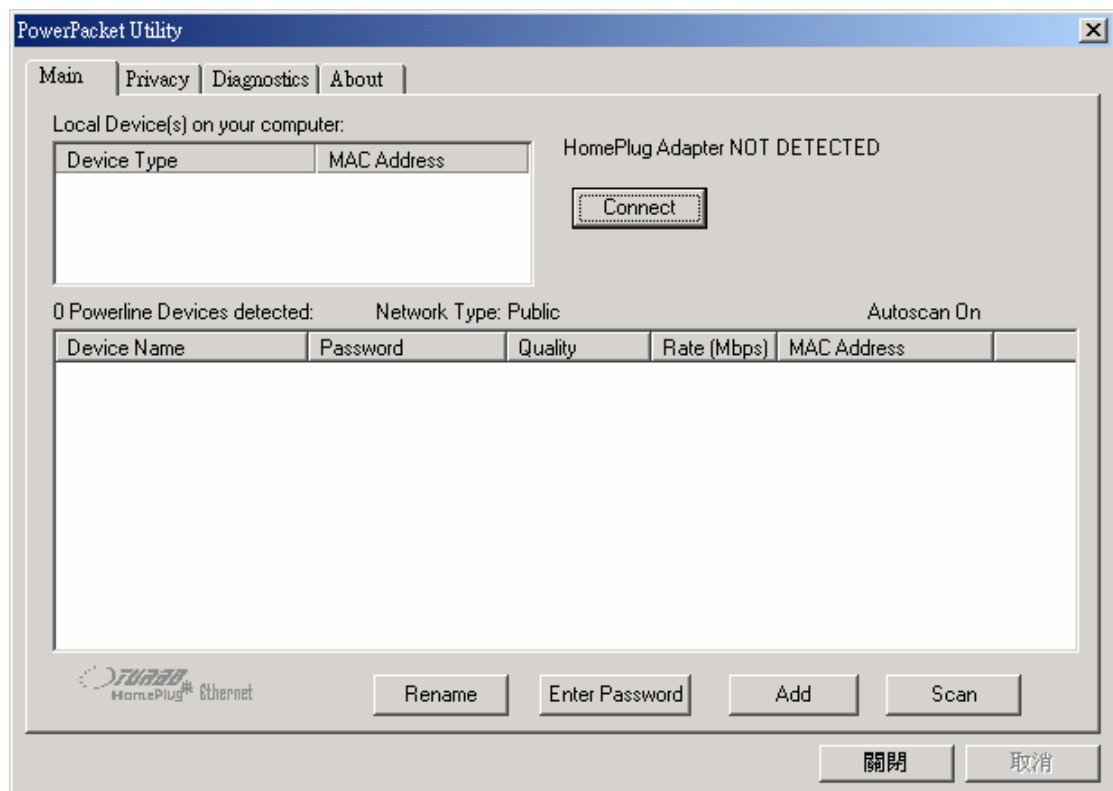 PowerPacket Utility
Main Privacy Diagnostics About
Local Device(s) on your computer:
Device Type MAC Address
HomePlug Adapter NOT DETECTED
Connect
0 Powerline Devices detected: Network Type: Public Autoscan On
Device Name Password Quality Rate (Mbps) MAC Address
TURBO
HomePlug Ethernet
Rename Enter Password Add Scan
關閉 取消